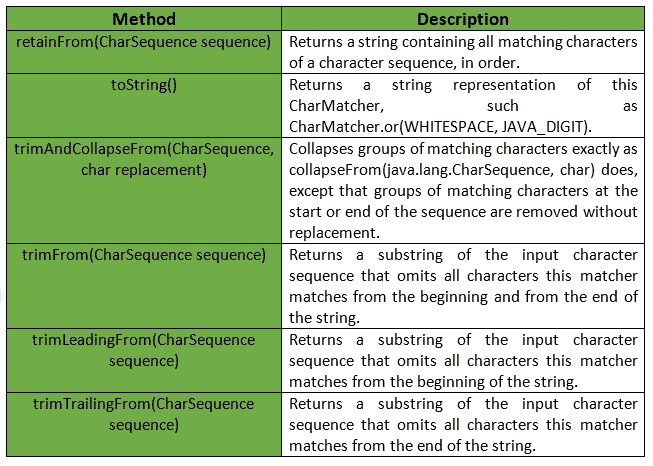 Method Description
retainFrom(CharSequence sequence) Returns a string containing all matching characters
of a character sequence, in order.
toString() Returns a string representation of this
CharMatcher, such as
CharMatcher.or(WHITESPACE, JAVA_DIGIT).
trimAndCollapseFrom(CharSequence,
char replacement)
Collapses groups of matching characters exactly as
collapseFrom(java.lang.CharSequence, char) does,
except that groups of matching characters at the
start or end of the sequence are removed without
replacement.
trimFrom(CharSequence sequence) Returns a substring of the input character
sequence that omits all characters this matcher
matches from the beginning and from the end of
the string.
trimLeadingFrom(CharSequence
sequence)
Returns a substring of the input character
sequence that omits all characters this matcher
matches from the beginning of the string.
trimTrailingFrom(CharSequence
sequence)
Returns a substring of the input character
sequence that omits all characters this matcher
matches from the end of the string.